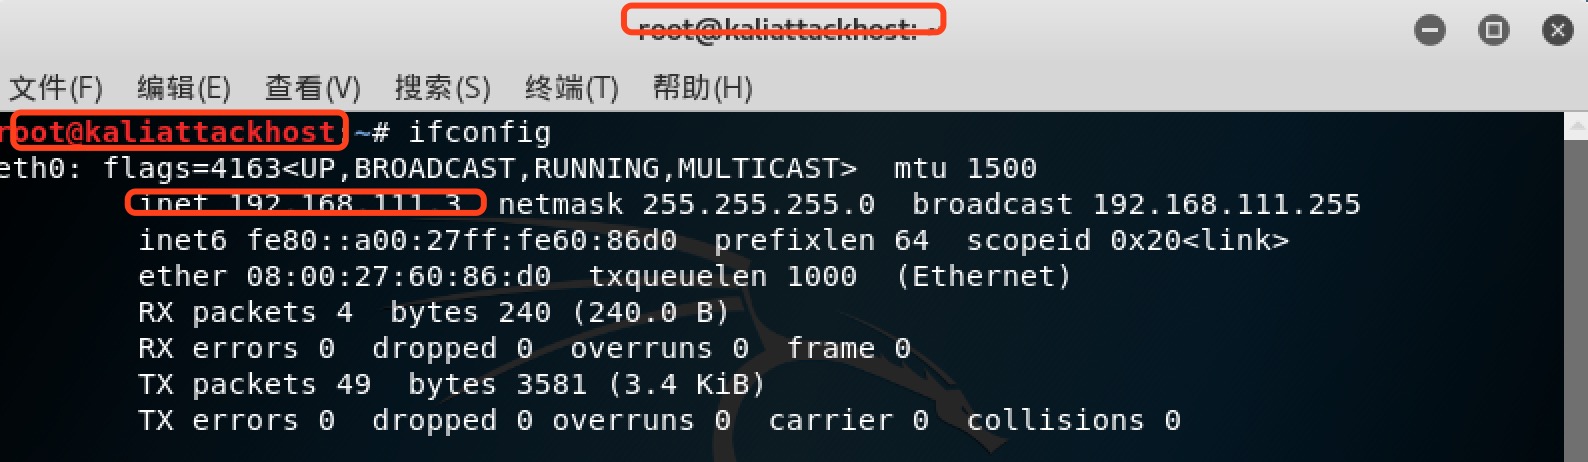 root@kaliattackhost: ~
文件(F) 编辑(E) 查看(V) 搜索(S) 终端(T) 帮助(H)
root@kaliattackhost:~# ifconfig
eth0: flags=4163<UP,BROADCAST,RUNNING,MULTICAST>  mtu 1500
        inet 192.168.111.3  netmask 255.255.255.0  broadcast 192.168.111.255
        inet6 fe80::a00:27ff:fe60:86d0  prefixlen 64  scopeid 0x20<link>
        ether 08:00:27:60:86:d0  txqueuelen 1000  (Ethernet)
        RX packets 4  bytes 240 (240.0 B)
        RX errors 0  dropped 0  overruns 0  frame 0
        TX packets 49  bytes 3581 (3.4 KiB)
        TX errors 0  dropped 0 overruns 0  carrier 0  collisions 0